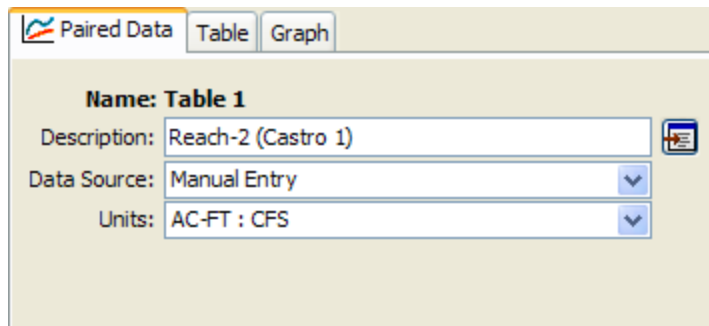 Paired Data Table Graph
Name: Table 1
Description: Reach-2 (Castro 1)
Data Source: Manual Entry
Units: AC-FT : CFS